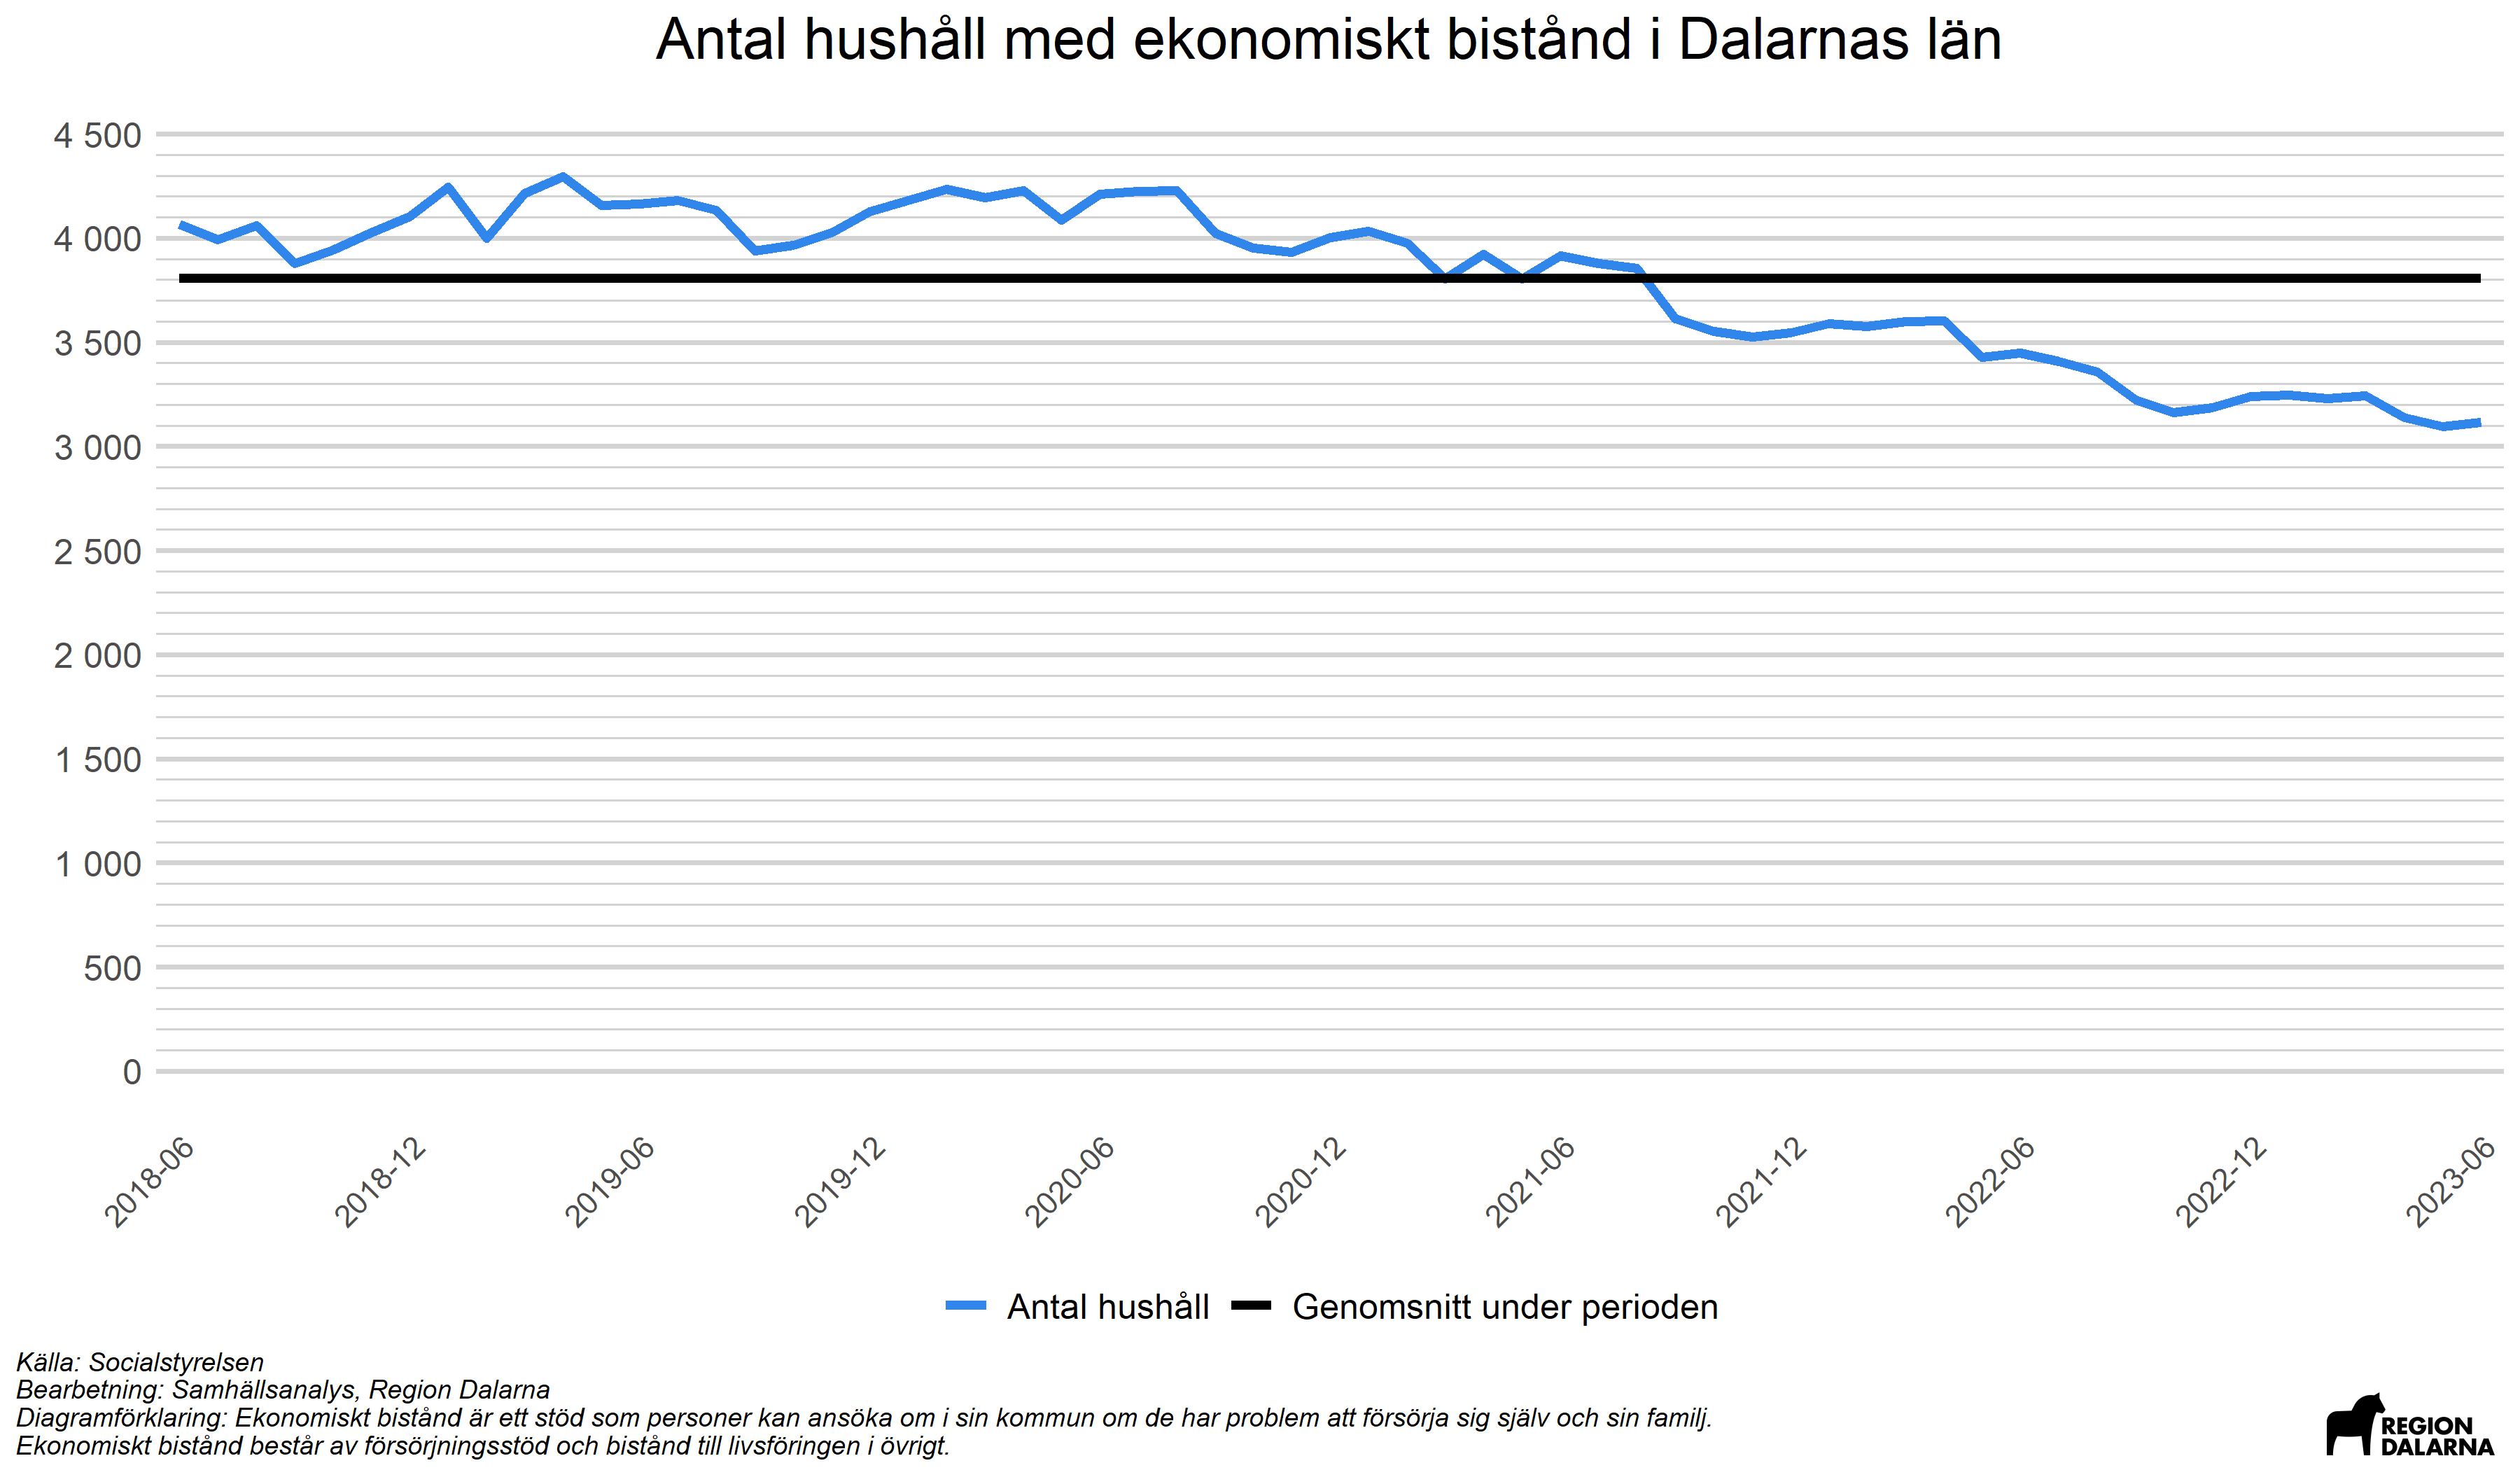 Antal hushåll med ekonomiskt bistånd i Dalarnas län
4 500
4 000
3 500
3 000
2 500
2 000
1 500
1 000
500
0
2018-06
2018-12
2019-06
2019-12
2020-06
2020-12
2021-06
2021-12
2022-06
2022-12
2023-06
Antal hushåll
Genomsnitt under perioden
Källa: Socialstyrelsen
Bearbetning: Samhällsanalys, Region Dalarna
Diagramförklaring: Ekonomiskt bistånd är ett stöd som personer kan ansöka om i sin kommun om de har problem att försörja sig själv och sin familj.
Ekonomiskt bistånd består av försörjningsstöd och bistånd till livsföringen i övrigt.
REGION
DALARNA